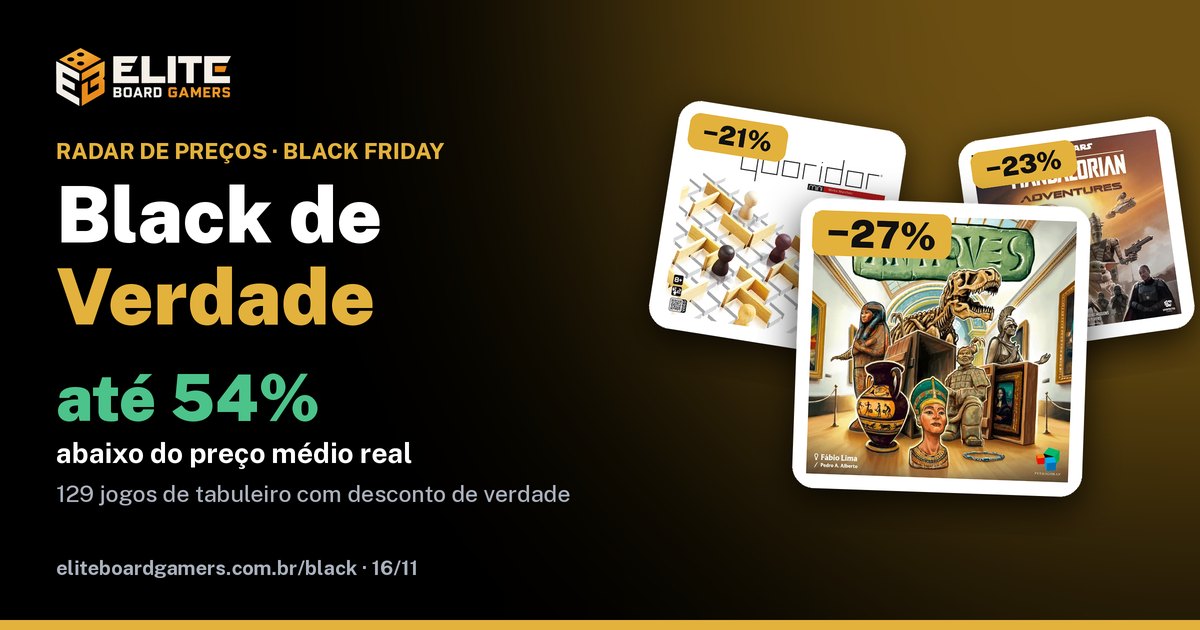 ELITE
BOARD GAMERS
RADAR DE PREÇOS · BLACK FRIDAY
Black de
Verdade
até 54%
abaixo do preço médio real
129 jogos de tabuleiro com desconto de verdade
eliteboardgamers.com.br/black · 16/11
−21%
quoridor
mini
8+
−23%
ADVENTURES
−27%
Fábio Lima
Pedro A. Alberto